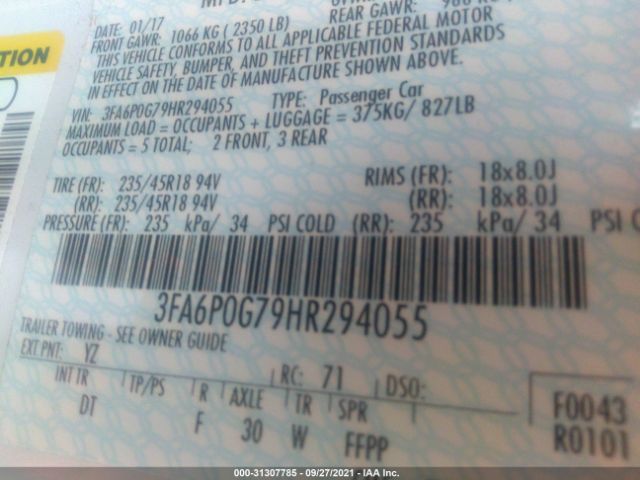 DATE: 01/17
REAR GAWR:
FRONT GAWR: 1066 KG ( 2350 LB)
THIS VEHICLE CONFORMS TO ALL APPLICABLE FEDERAL MOTOR
VEHICLE SAFETY, BUMPER, AND THEFT PREVENTION STANDARDS
IN EFFECT ON THE DATE OF MANUFACTURE SHOWN ABOVE.
VIN: 3FA6P0G79HR294055 TYPE: Passenger Car
MAXIMUM LOAD = OCCUPANTS + LUGGAGE = 375KG/ 827LB
OCCUPANTS = 5 TOTAL; 2 FRONT, 3 REAR
TIRE (FR): 235/45R18 94V RIMS (FR): 18x8.0J
(RR): 235/45R18 94V (RR): 18x8.0J
PRESSURE (FR): 235 kPa/ 34 PSI COLD (RR): 235 kPa/ 34 PSI
3FA6P0G79HR294055
TRAILER TOWING - SEE OWNER GUIDE
EXT PNT: YZ RC: 71 DSO:
INT TR TP/PS R AXLE TR SPR F0043
DT F 30 W FFPP R0101
000-31307785 - 09/27/2021 - IAA Inc.